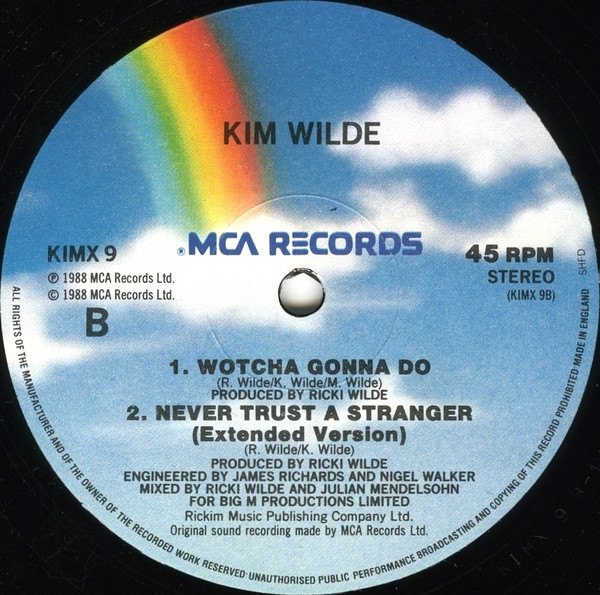 KIM WILDE
KIMX 9
® MCA RECORDS
45 RPM
Ⓟ 1988 MCA Records Ltd.
© 1988 MCA Records Ltd.
STEREO
(KIMX 9B)
SHFD
B
1. WOTCHA GONNA DO
(R. Wilde/K. Wilde/M. Wilde)
PRODUCED BY RICKI WILDE
2. NEVER TRUST A STRANGER
(Extended Version)
(R. Wilde/K. Wilde)
PRODUCED BY RICKI WILDE
ENGINEERED BY JAMES RICHARDS AND NIGEL WALKER
MIXED BY RICKI WILDE AND JULIAN MENDELSOHN
FOR BIG M PRODUCTIONS LIMITED
Rickim Music Publishing Company Ltd.
Original sound recording made by MCA Records Ltd.
ALL RIGHTS OF THE MANUFACTURER AND OF THE OWNER OF THE RECORDED WORK RESERVED·UNAUTHORISED PUBLIC PERFORMANCE BROADCASTING AND COPYING OF THIS RECORD PROHIBITED·MADE IN ENGLAND